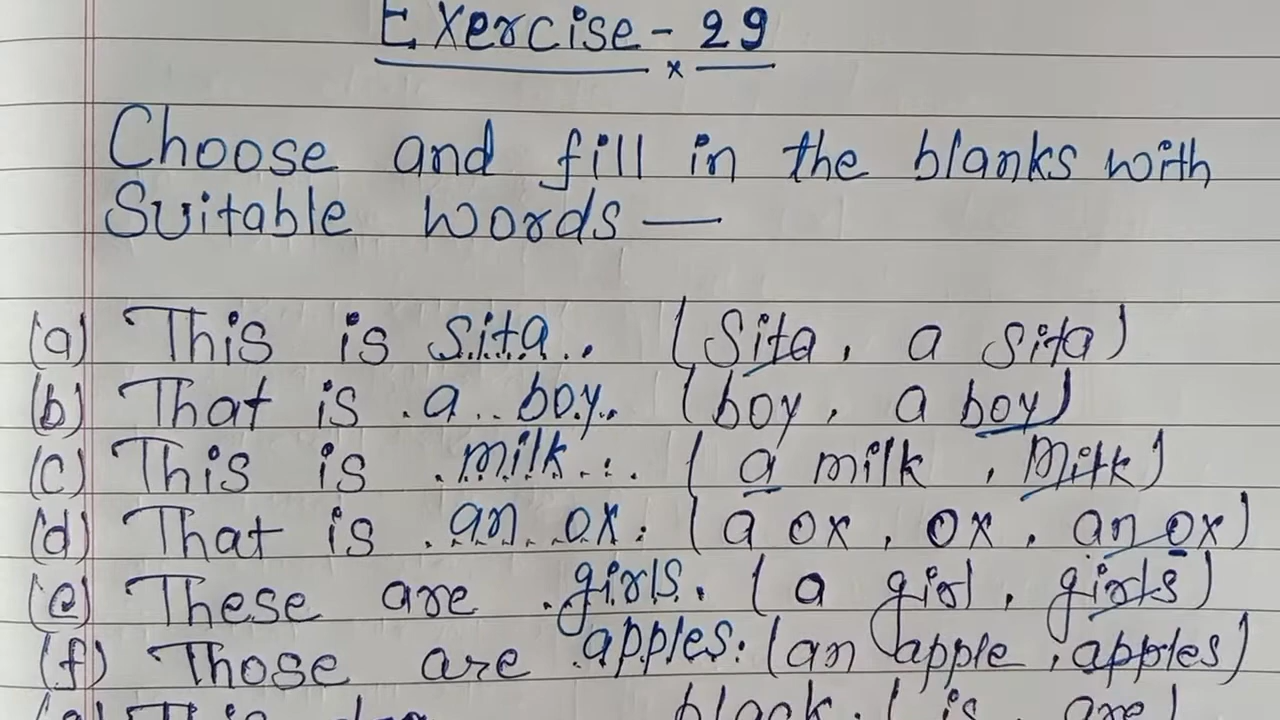 Exercise - 29
x
Choose and fill in the blanks with
Suitable words —
(a) This is Sita.. (Sita, a Sita)
(b) That is .a.. boy. (boy, a boy)
(c) This is .milk... (a milk, Milk)
(d) That is .an ox. (a ox, ox, an ox)
(e) These are .girls. (a girl, girls)
(f) Those are .apples. (an apple, apples)
black. ( is, are)